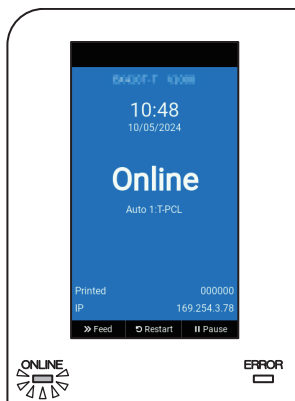 10:48
10/05/2024
Online
Auto 1:T-PCL
Printed 000000
IP 169.254.3.78
Feed Restart Pause
ONLINE ERROR